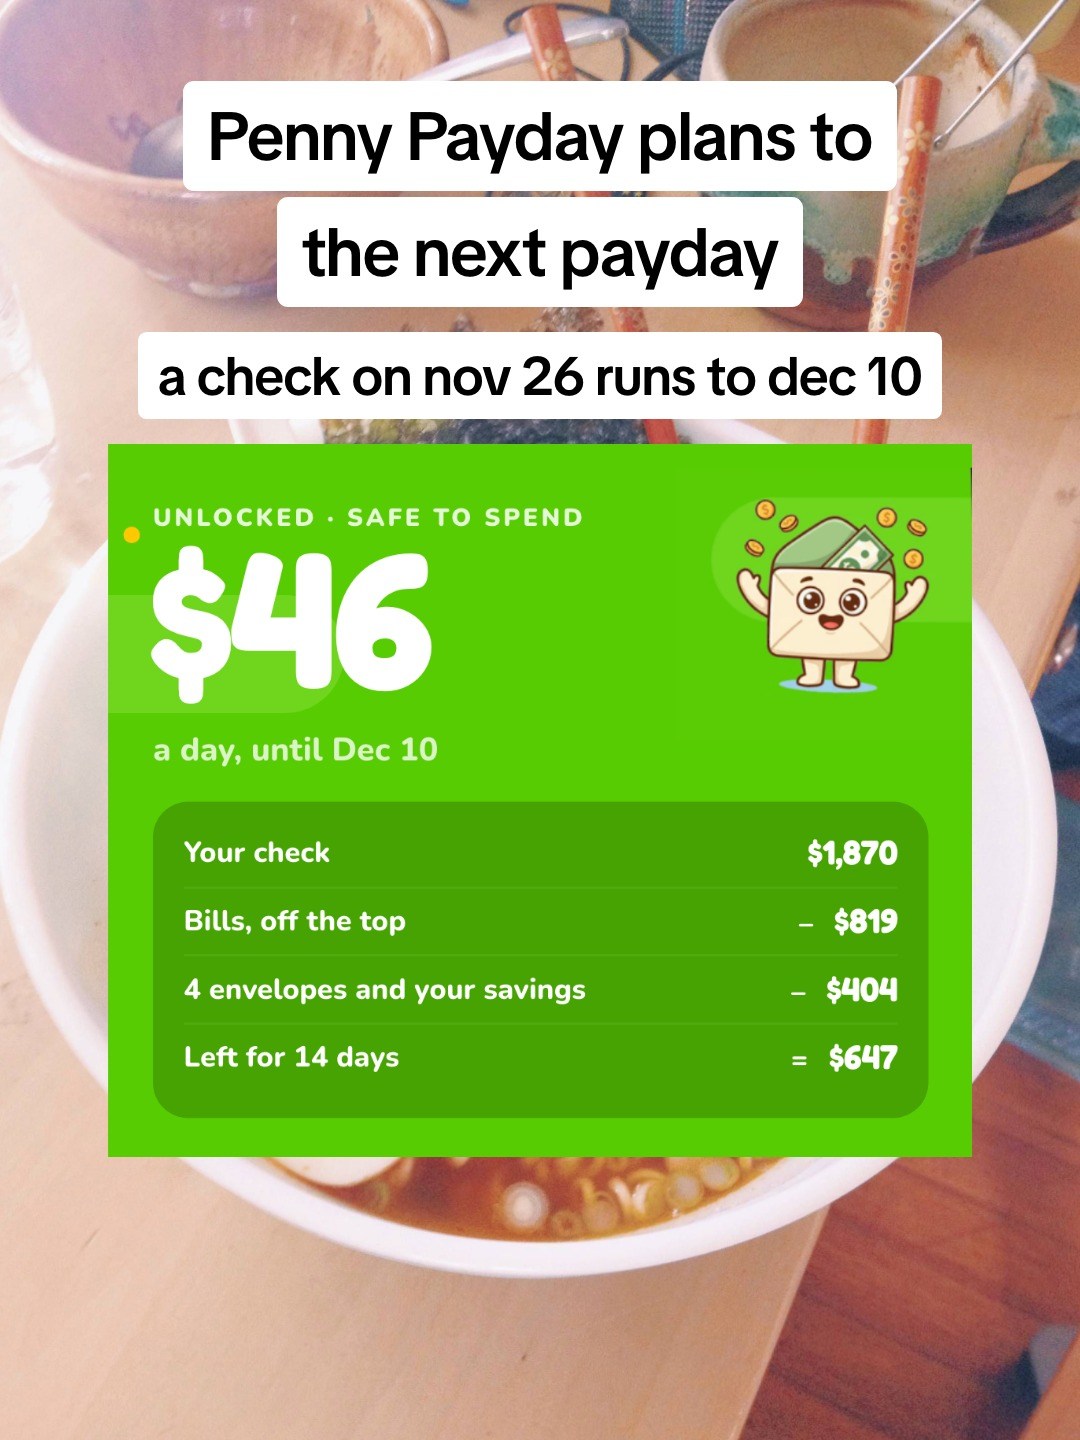 Penny Payday plans to
the next payday
a check on nov 26 runs to dec 10
UNLOCKED · SAFE TO SPEND
$46
a day, until Dec 10
Your check $1,870
Bills, off the top – $819
4 envelopes and your savings – $404
Left for 14 days = $647